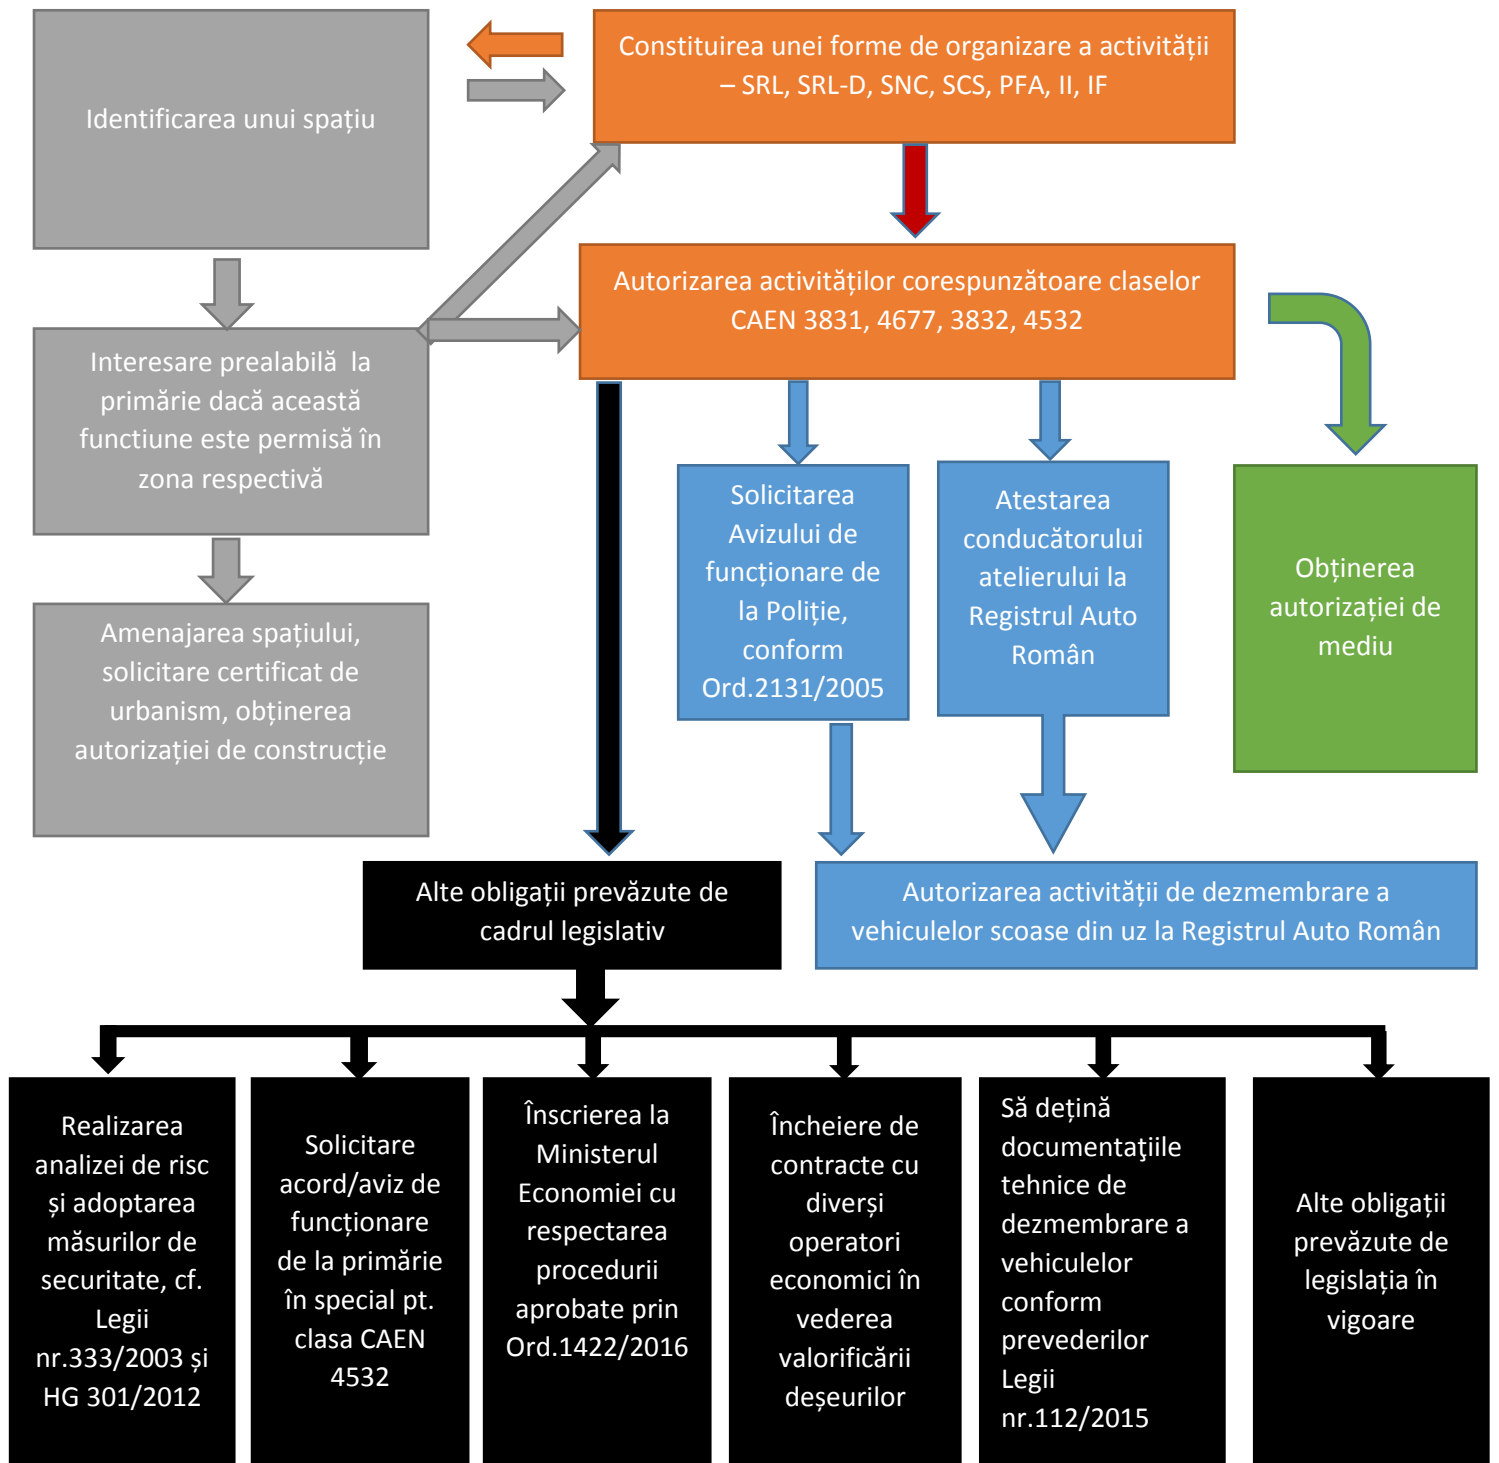 Identificarea unui spațiu
Constituirea unei forme de organizare a activității
– SRL, SRL-D, SNC, SCS, PFA, II, IF
Autorizarea activităților corespunzătoare claselor
CAEN 3831, 4677, 3832, 4532
Interesare prealabilă  la
primărie dacă această
functiune este permisă în
zona respectivă
Amenajarea spațiului,
solicitare certificat de
urbanism, obținerea
autorizației de construcție
Solicitarea
Avizului de
funcționare de
la Poliție,
conform
Ord.2131/2005
Atestarea
conducătorului
atelierului la
Registrul Auto
Român
Obținerea
autorizației de
mediu
Alte obligații prevăzute de
cadrul legislativ
Autorizarea activității de dezmembrare a
vehiculelor scoase din uz la Registrul Auto Român
Realizarea
analizei de risc
și adoptarea
măsurilor de
securitate, cf.
Legii
nr.333/2003 și
HG 301/2012
Solicitare
acord/aviz de
funcționare
de la primărie
în special pt.
clasa CAEN
4532
Înscrierea la
Ministerul
Economiei cu
respectarea
procedurii
aprobate prin
Ord.1422/2016
Încheiere de
contracte cu
diverși
operatori
economici în
vederea
valorificării
deșeurilor
Să dețină
documentaţiile
tehnice de
dezmembrare a
vehiculelor
conform
prevederilor
Legii
nr.112/2015
Alte obligații
prevăzute de
legislația în
vigoare